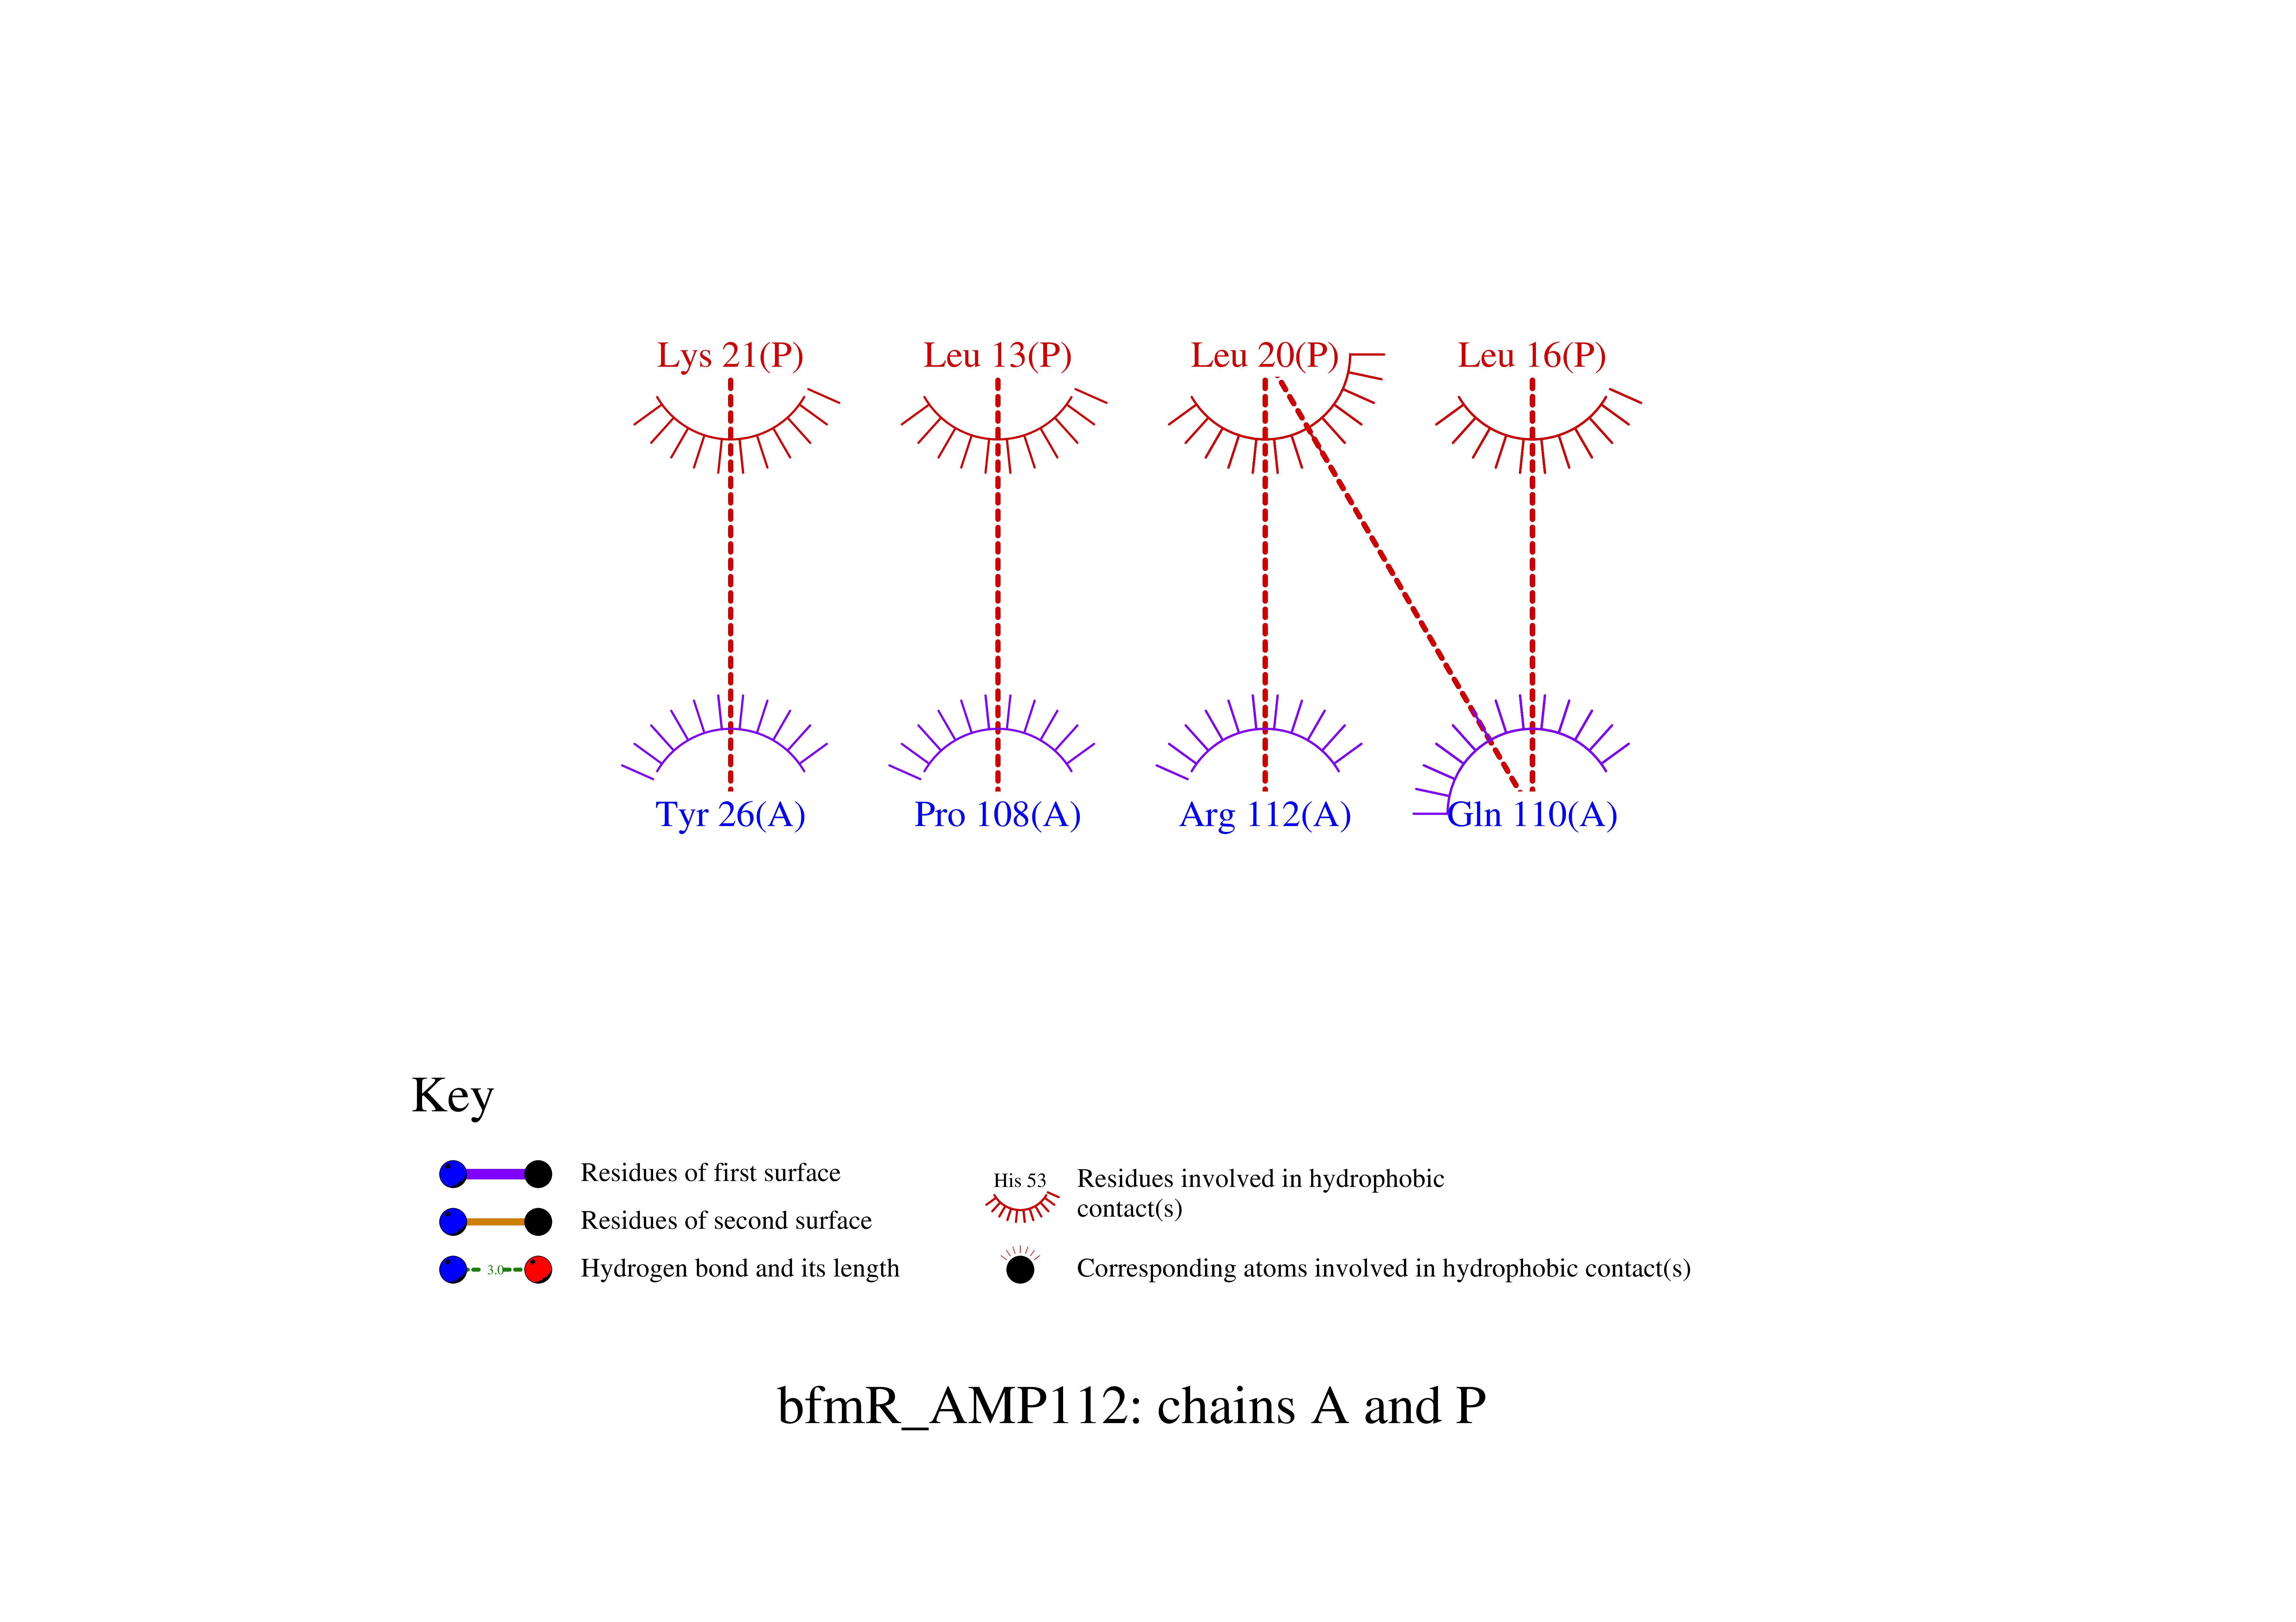 Lys 21(P) Leu 13(P) Leu 20(P) Leu 16(P)
Tyr 26(A) Pro 108(A) Arg 112(A) Gln 110(A)
Key
Residues of first surface
Residues of second surface
3.0 Hydrogen bond and its length
His 53 Residues involved in hydrophobic
contact(s)
Corresponding atoms involved in hydrophobic contact(s)
bfmR_AMP112: chains A and P